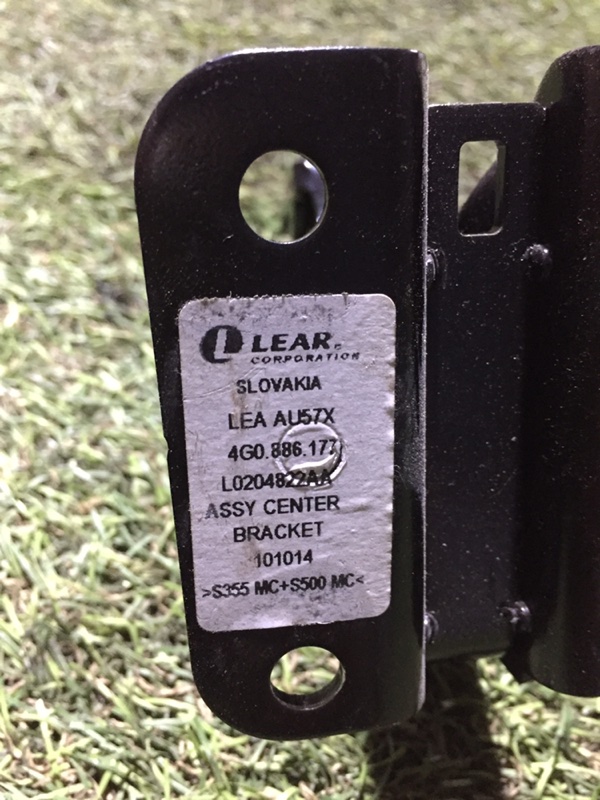 LEAR
CORPORATION
SLOVAKIA
LEA AU57X
4G0.886.177
L0204822AA
ASSY CENTER
BRACKET
101014
>S355 MC+S500 MC<